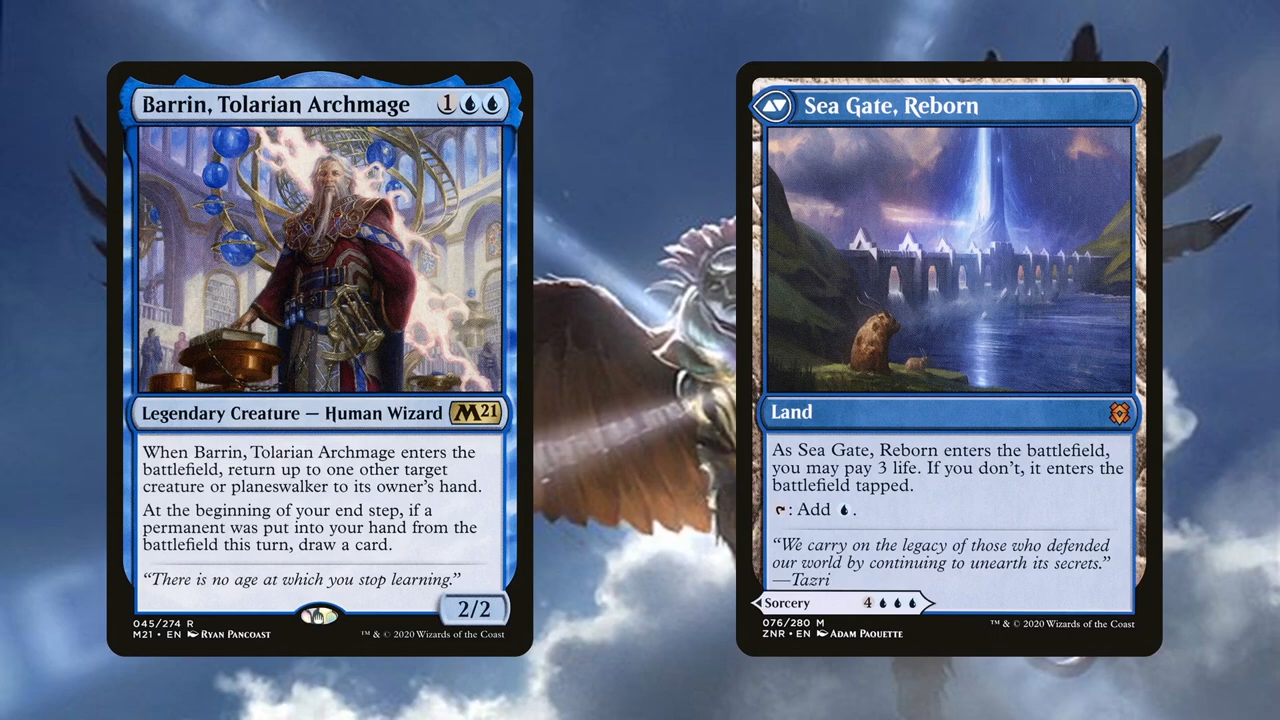 Barrin, Tolarian Archmage 1
Legendary Creature — Human Wizard M21
When Barrin, Tolarian Archmage enters the
battlefield, return up to one other target
creature or planeswalker to its owner's hand.
At the beginning of your end step, if a
permanent was put into your hand from the
battlefield this turn, draw a card.
“There is no age at which you stop learning.”
2/2
045/274 R
M21 • EN Ryan Pancoast
™ & © 2020 Wizards of the Coast
Sea Gate, Reborn
Land
As Sea Gate, Reborn enters the battlefield,
you may pay 3 life. If you don't, it enters the
battlefield tapped.
: Add .
“We carry on the legacy of those who defended
our world by continuing to unearth its secrets.”
—Tazri
Sorcery 4
076/280 M
ZNR • EN Adam Paquette
™ & © 2020 Wizards of the Coast